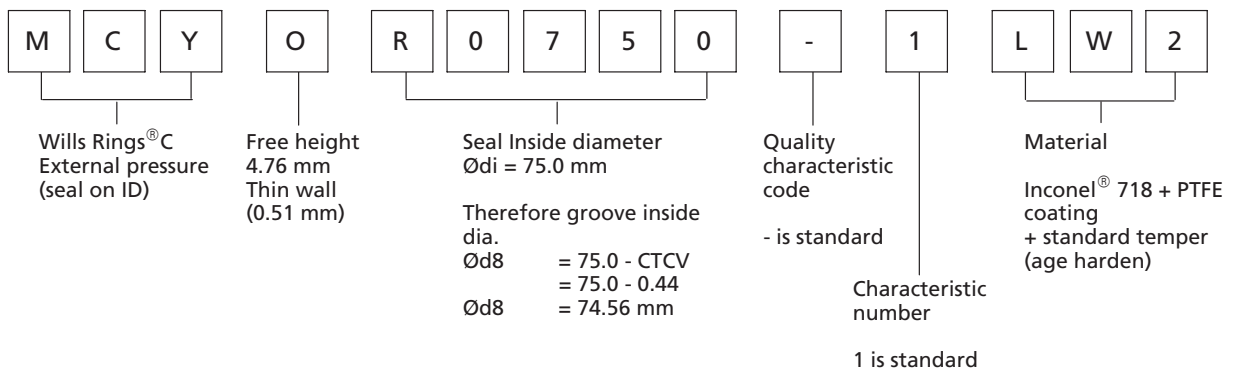 M C Y O R 0 7 5 0 - 1 L W 2
Wills Rings®C
External pressure
(seal on ID)
Free height
4.76 mm
Thin wall
(0.51 mm)
Seal Inside diameter
Ødi = 75.0 mm
Therefore groove inside
dia.
Ød8 = 75.0 - CTCV
= 75.0 - 0.44
Ød8 = 74.56 mm
Quality
characteristic
code
- is standard
Characteristic
number
1 is standard
Material
Inconel® 718 + PTFE
coating
+ standard temper
(age harden)